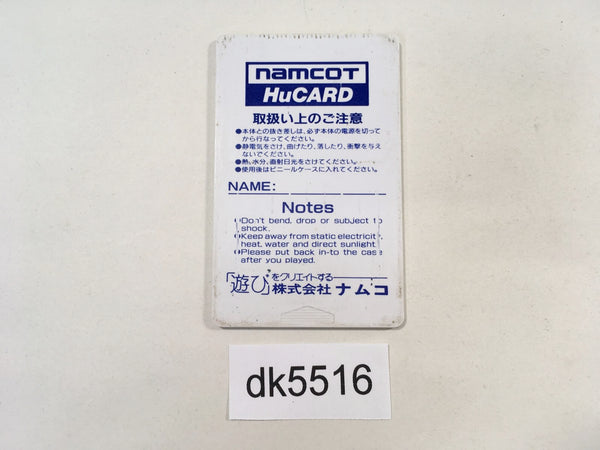 namcot
HuCARD
取扱い上のご注意
●本体との抜き差しは、必ず本体の電源を切って
から行なってください。
●静電気をさけ、曲げたり、落したり、衝撃を与え
ないでください。
●熱、水分、直射日光をさけてください。
●使用後はビニールケースに入れてください。
NAME:
Notes
●Don't bend, drop or subject to
shock.
●Keep away from static electricity,
heat, water and direct sunlight.
●Please put back in-to the case
after you played.
「遊び」をクリエイトする
株式会社 ナムコ
dk5516